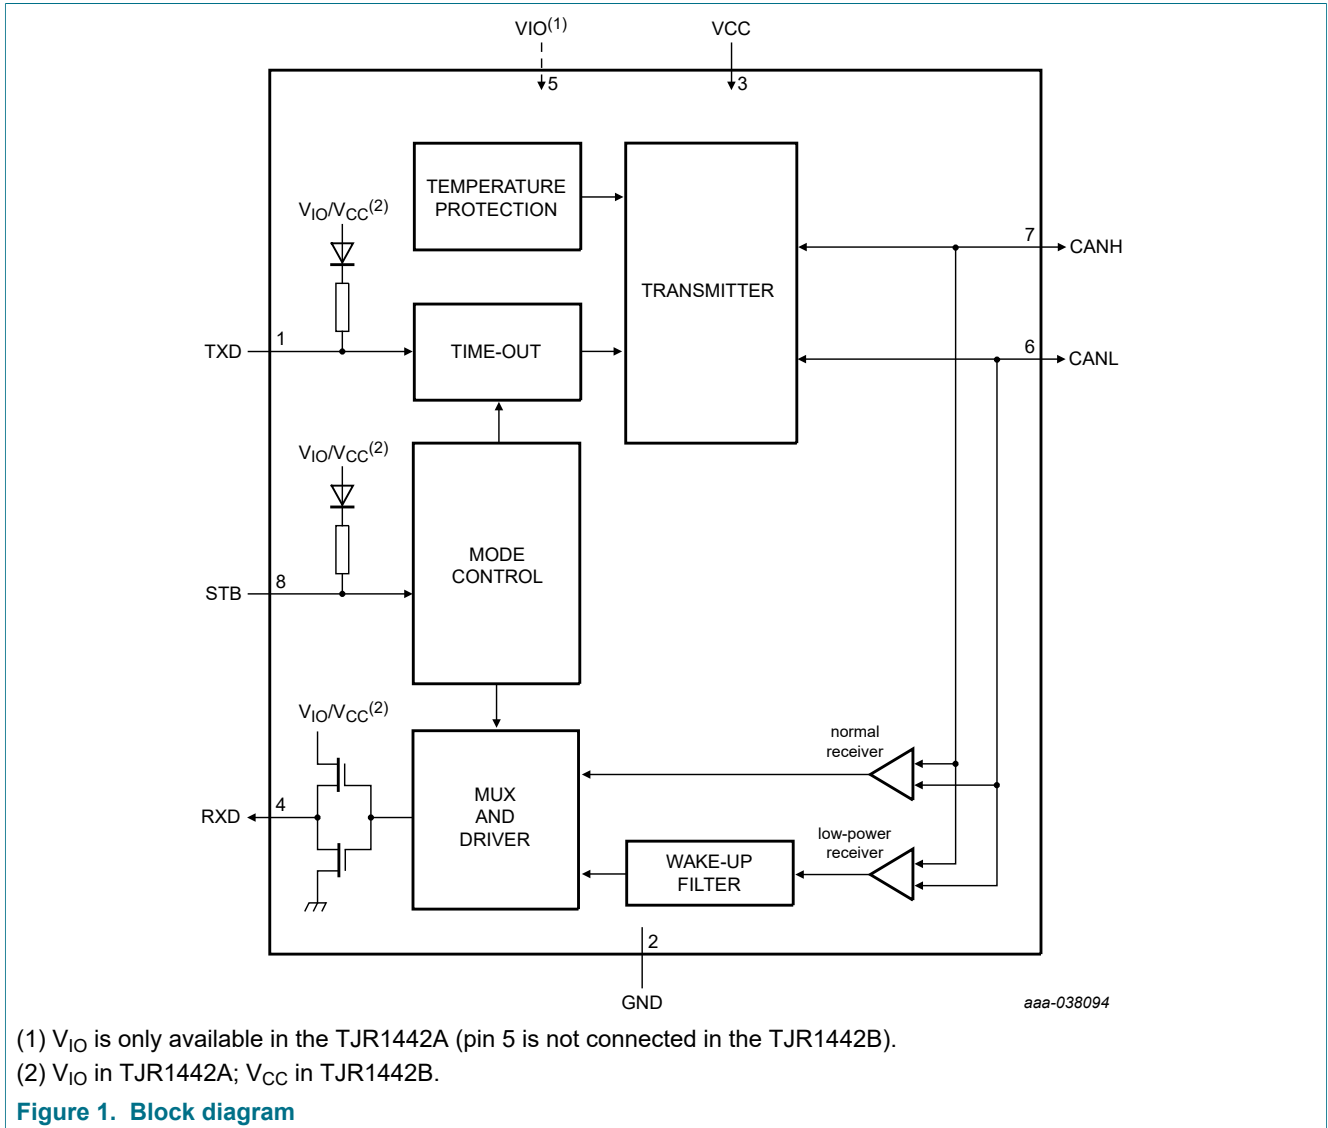 VIO(1)
VCC
5
3
TEMPERATURE
PROTECTION
VIO/VCC(2)
TRANSMITTER
7
CANH
TXD
1
TIME-OUT
6
CANL
VIO/VCC(2)
MODE
CONTROL
STB
8
VIO/VCC(2)
normal
receiver
RXD
4
MUX
AND
DRIVER
low-power
receiver
WAKE-UP
FILTER
2
GND
aaa-038094
(1) VIO is only available in the TJR1442A (pin 5 is not connected in the TJR1442B).
(2) VIO in TJR1442A; VCC in TJR1442B.
Figure 1. Block diagram